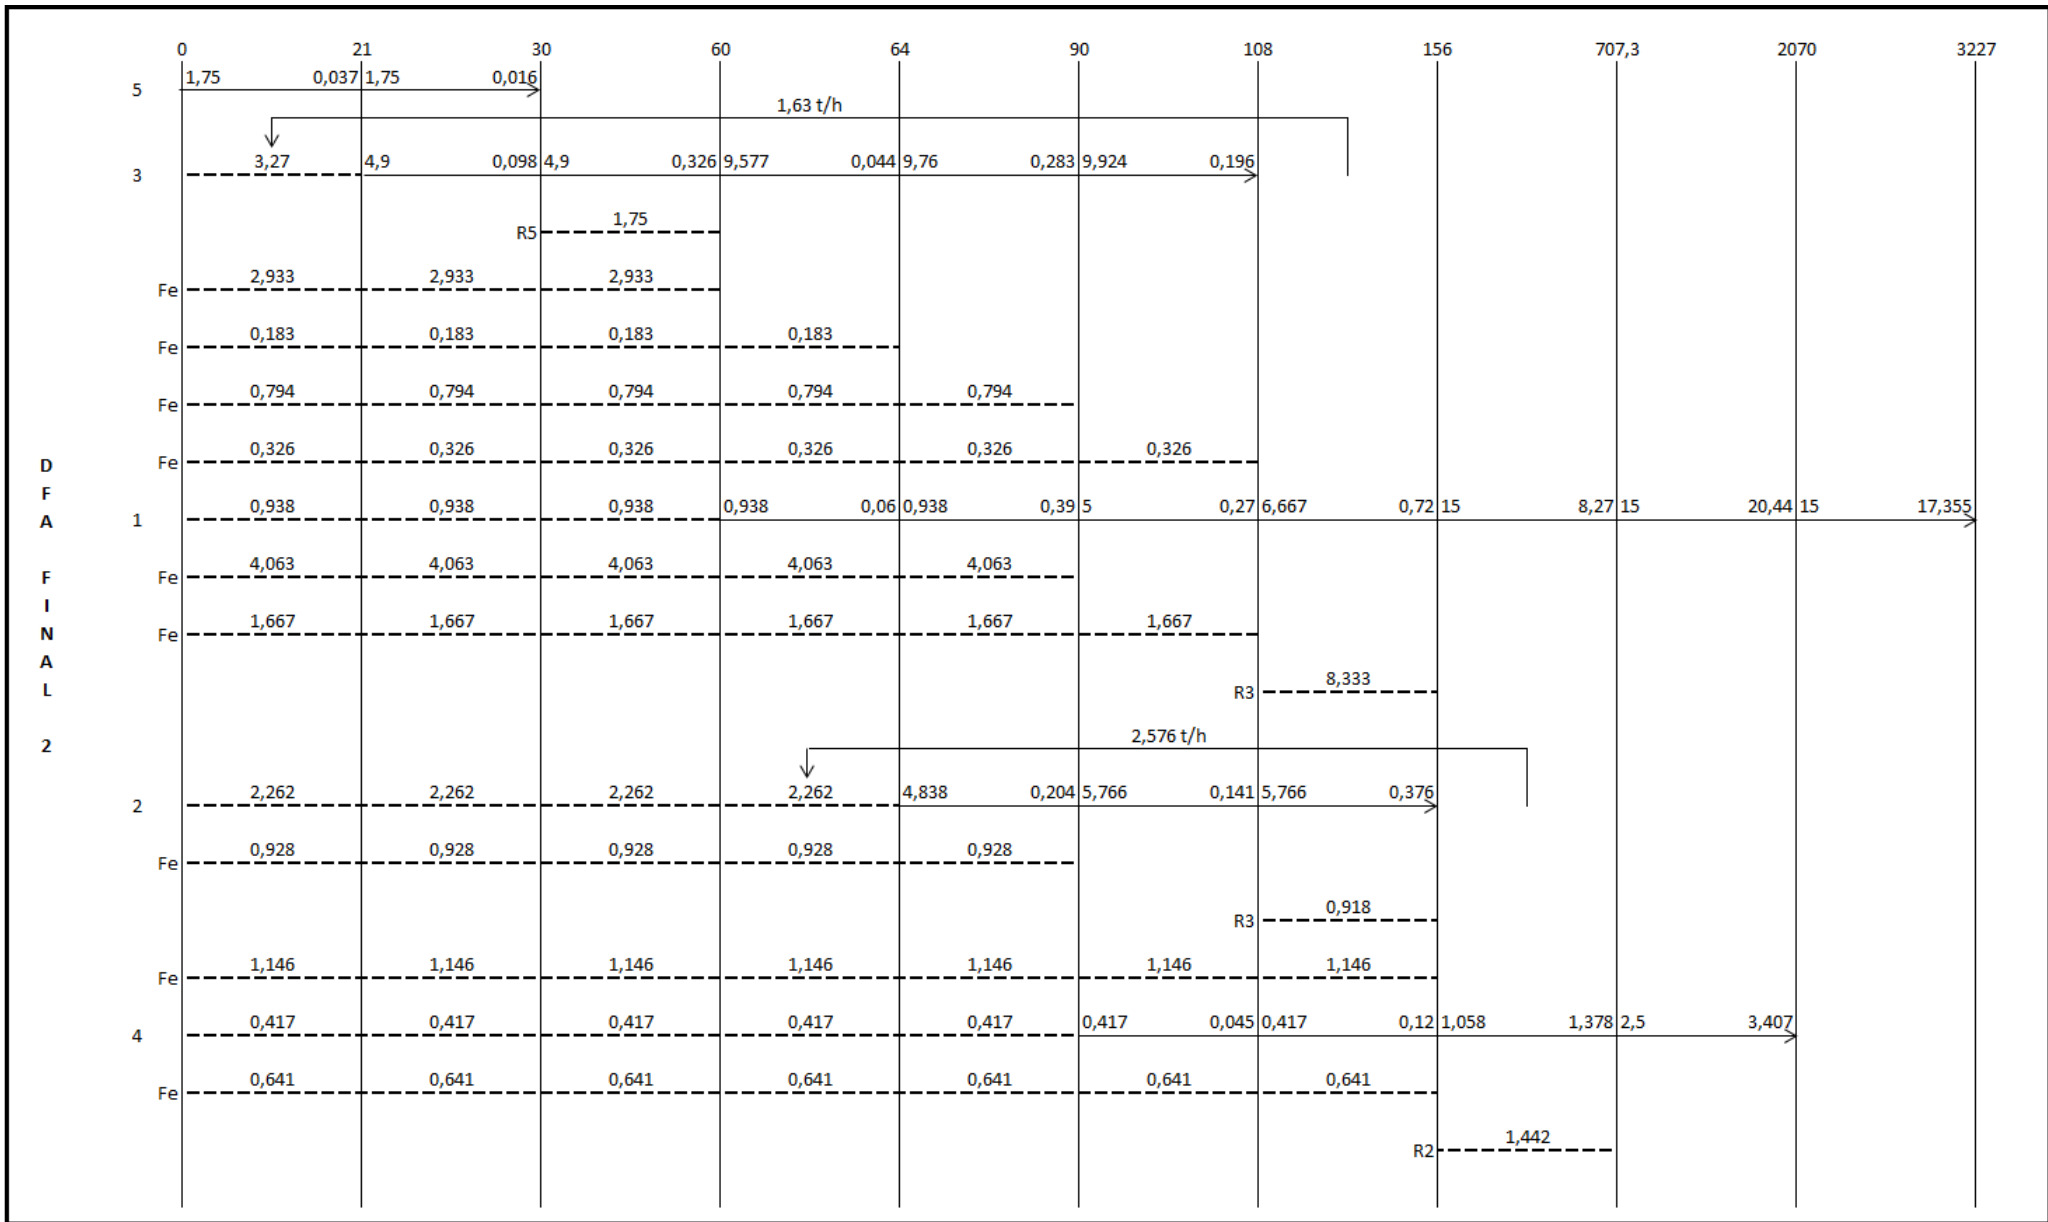 0 21 30 60 64 90 108 156 707,3 2070 3227
5 1,75 0,037 1,75 0,016
1,63 t/h
3 3,27 4,9 0,098 4,9 0,326 9,577 0,044 9,76 0,283 9,924 0,196
R5 1,75
Fe 2,933 2,933 2,933
Fe 0,183 0,183 0,183 0,183
Fe 0,794 0,794 0,794 0,794 0,794
Fe 0,326 0,326 0,326 0,326 0,326 0,326
1 0,938 0,938 0,938 0,938 0,06 0,938 0,39 5 0,27 6,667 0,72 15 8,27 15 20,44 15 17,355
Fe 4,063 4,063 4,063 4,063 4,063
Fe 1,667 1,667 1,667 1,667 1,667 1,667
R3 8,333
2,576 t/h
2 2,262 2,262 2,262 2,262 4,838 0,204 5,766 0,141 5,766 0,376
Fe 0,928 0,928 0,928 0,928 0,928
R3 0,918
Fe 1,146 1,146 1,146 1,146 1,146 1,146 1,146
4 0,417 0,417 0,417 0,417 0,417 0,417 0,045 0,417 0,12 1,058 1,378 2,5 3,407
Fe 0,641 0,641 0,641 0,641 0,641 0,641 0,641
R2 1,442
DFA FINAL 2